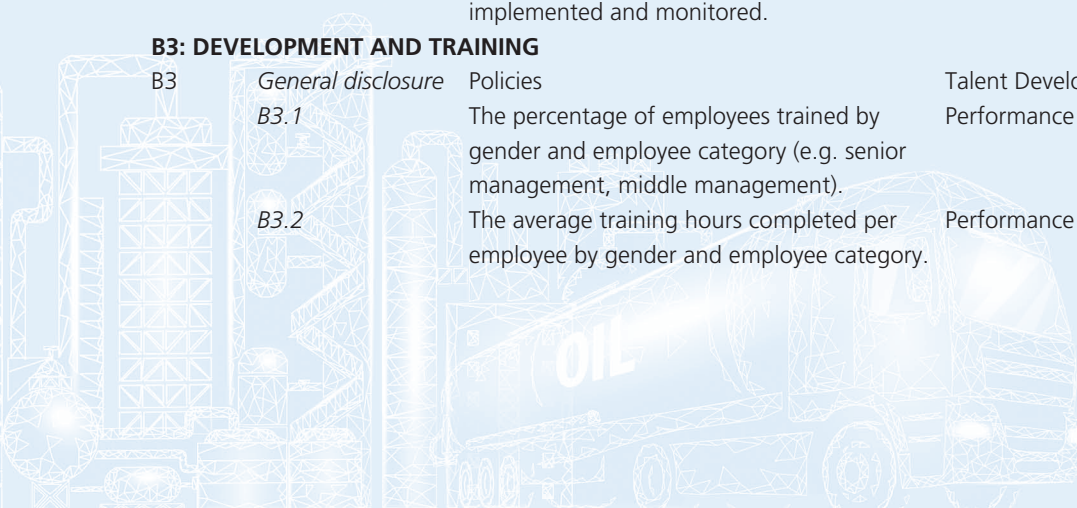 implemented and monitored.
B3: DEVELOPMENT AND TRAINING
B3 General disclosure Policies Talent Develo
B3.1 The percentage of employees trained by Performance
gender and employee category (e.g. senior
management, middle management).
B3.2 The average training hours completed per Performance
employee by gender and employee category.
OIL